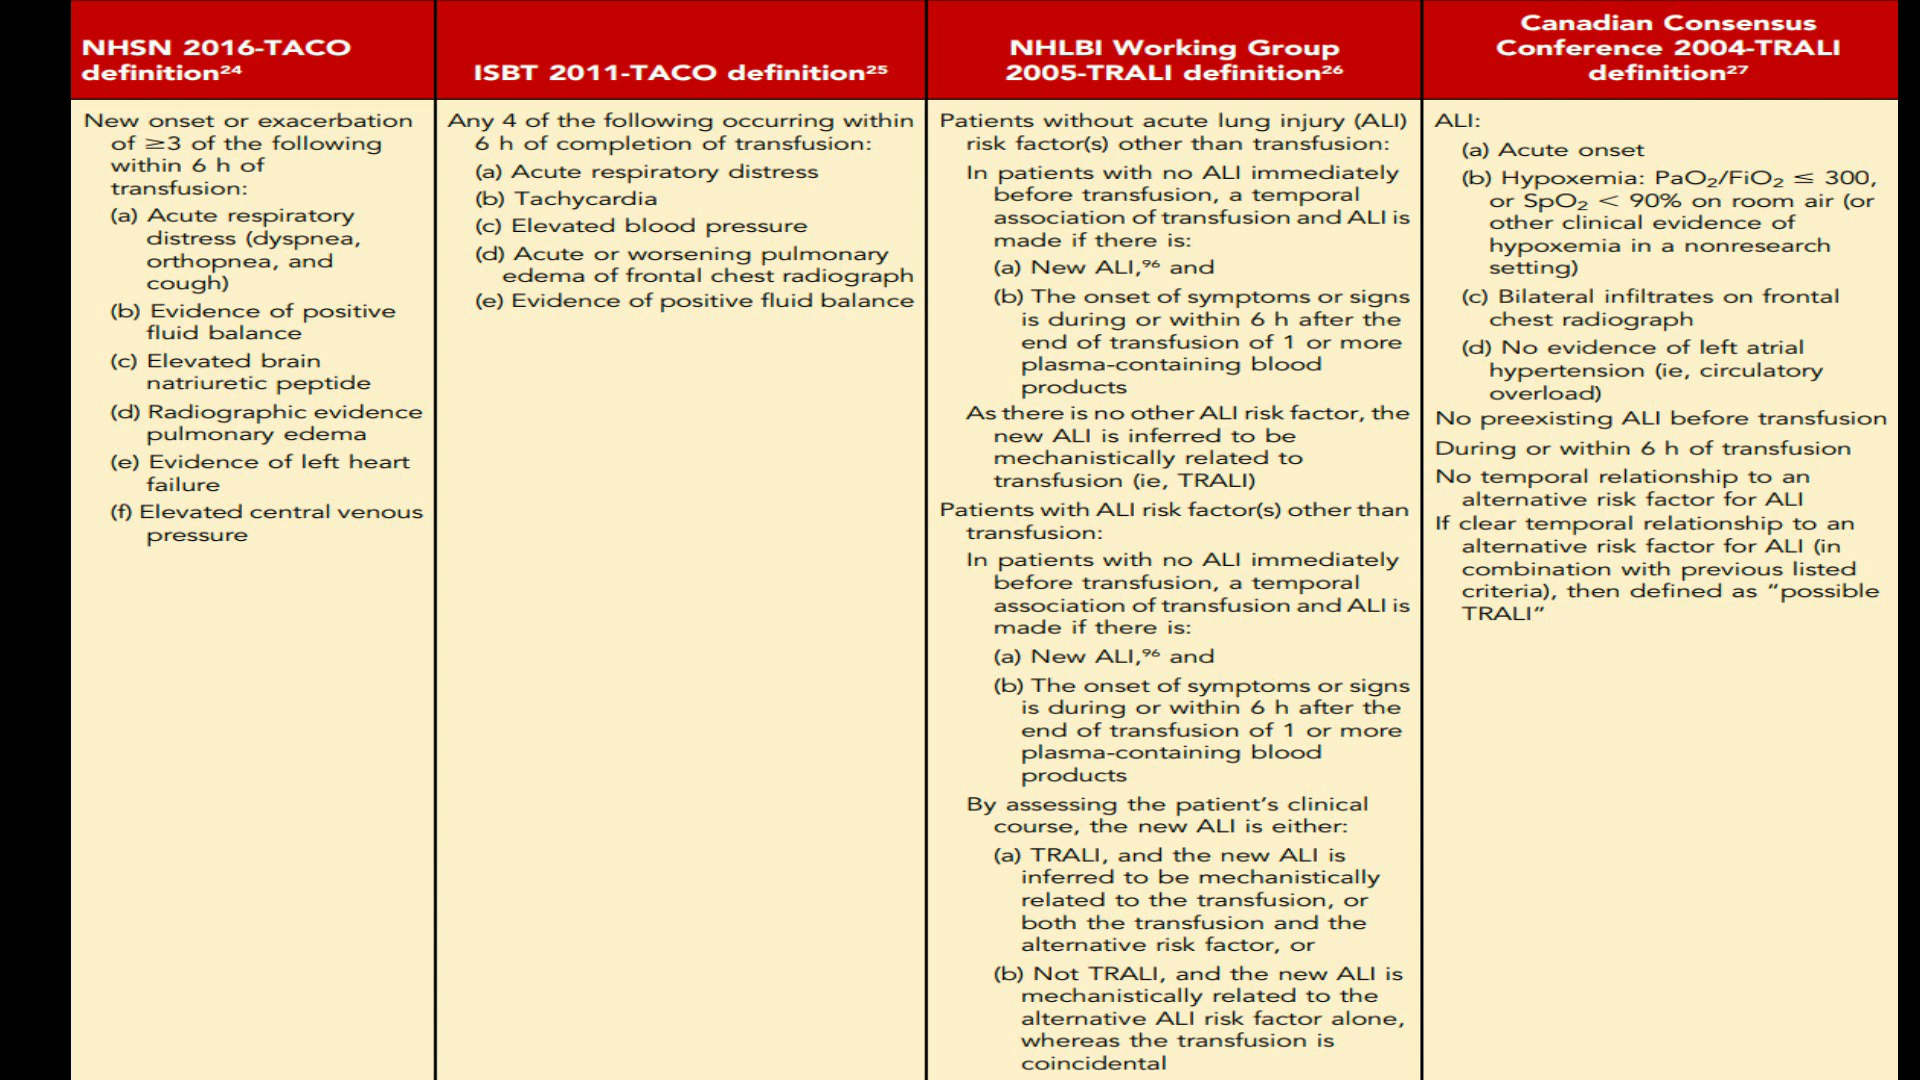 NHSN 2016-TACO
definition²⁴
New onset or exacerbation
of ≥3 of the following
within 6 h of
transfusion:
(a) Acute respiratory
distress (dyspnea,
orthopnea, and
cough)
(b) Evidence of positive
fluid balance
(c) Elevated brain
natriuretic peptide
(d) Radiographic evidence
pulmonary edema
(e) Evidence of left heart
failure
(f) Elevated central venous
pressure
ISBT 2011-TACO definition²⁵
Any 4 of the following occurring within
6 h of completion of transfusion:
(a) Acute respiratory distress
(b) Tachycardia
(c) Elevated blood pressure
(d) Acute or worsening pulmonary
edema of frontal chest radiograph
(e) Evidence of positive fluid balance
NHLBI Working Group
2005-TRALI definition²⁶
Patients without acute lung injury (ALI)
risk factor(s) other than transfusion:
In patients with no ALI immediately
before transfusion, a temporal
association of transfusion and ALI is
made if there is:
(a) New ALI,⁹⁶ and
(b) The onset of symptoms or signs
is during or within 6 h after the
end of transfusion of 1 or more
plasma-containing blood
products
As there is no other ALI risk factor, the
new ALI is inferred to be
mechanistically related to
transfusion (ie, TRALI)
Patients with ALI risk factor(s) other than
transfusion:
In patients with no ALI immediately
before transfusion, a temporal
association of transfusion and ALI is
made if there is:
(a) New ALI,⁹⁶ and
(b) The onset of symptoms or signs
is during or within 6 h after the
end of transfusion of 1 or more
plasma-containing blood
products
By assessing the patient's clinical
course, the new ALI is either:
(a) TRALI, and the new ALI is
inferred to be mechanistically
related to the transfusion, or
both the transfusion and the
alternative risk factor, or
(b) Not TRALI, and the new ALI is
mechanistically related to the
alternative ALI risk factor alone,
whereas the transfusion is
coincidental
Canadian Consensus
Conference 2004-TRALI
definition²⁷
ALI:
(a) Acute onset
(b) Hypoxemia: PaO₂/FiO₂ ≤ 300,
or SpO₂ < 90% on room air (or
other clinical evidence of
hypoxemia in a nonresearch
setting)
(c) Bilateral infiltrates on frontal
chest radiograph
(d) No evidence of left atrial
hypertension (ie, circulatory
overload)
No preexisting ALI before transfusion
During or within 6 h of transfusion
No temporal relationship to an
alternative risk factor for ALI
If clear temporal relationship to an
alternative risk factor for ALI (in
combination with previous listed
criteria), then defined as “possible
TRALI”